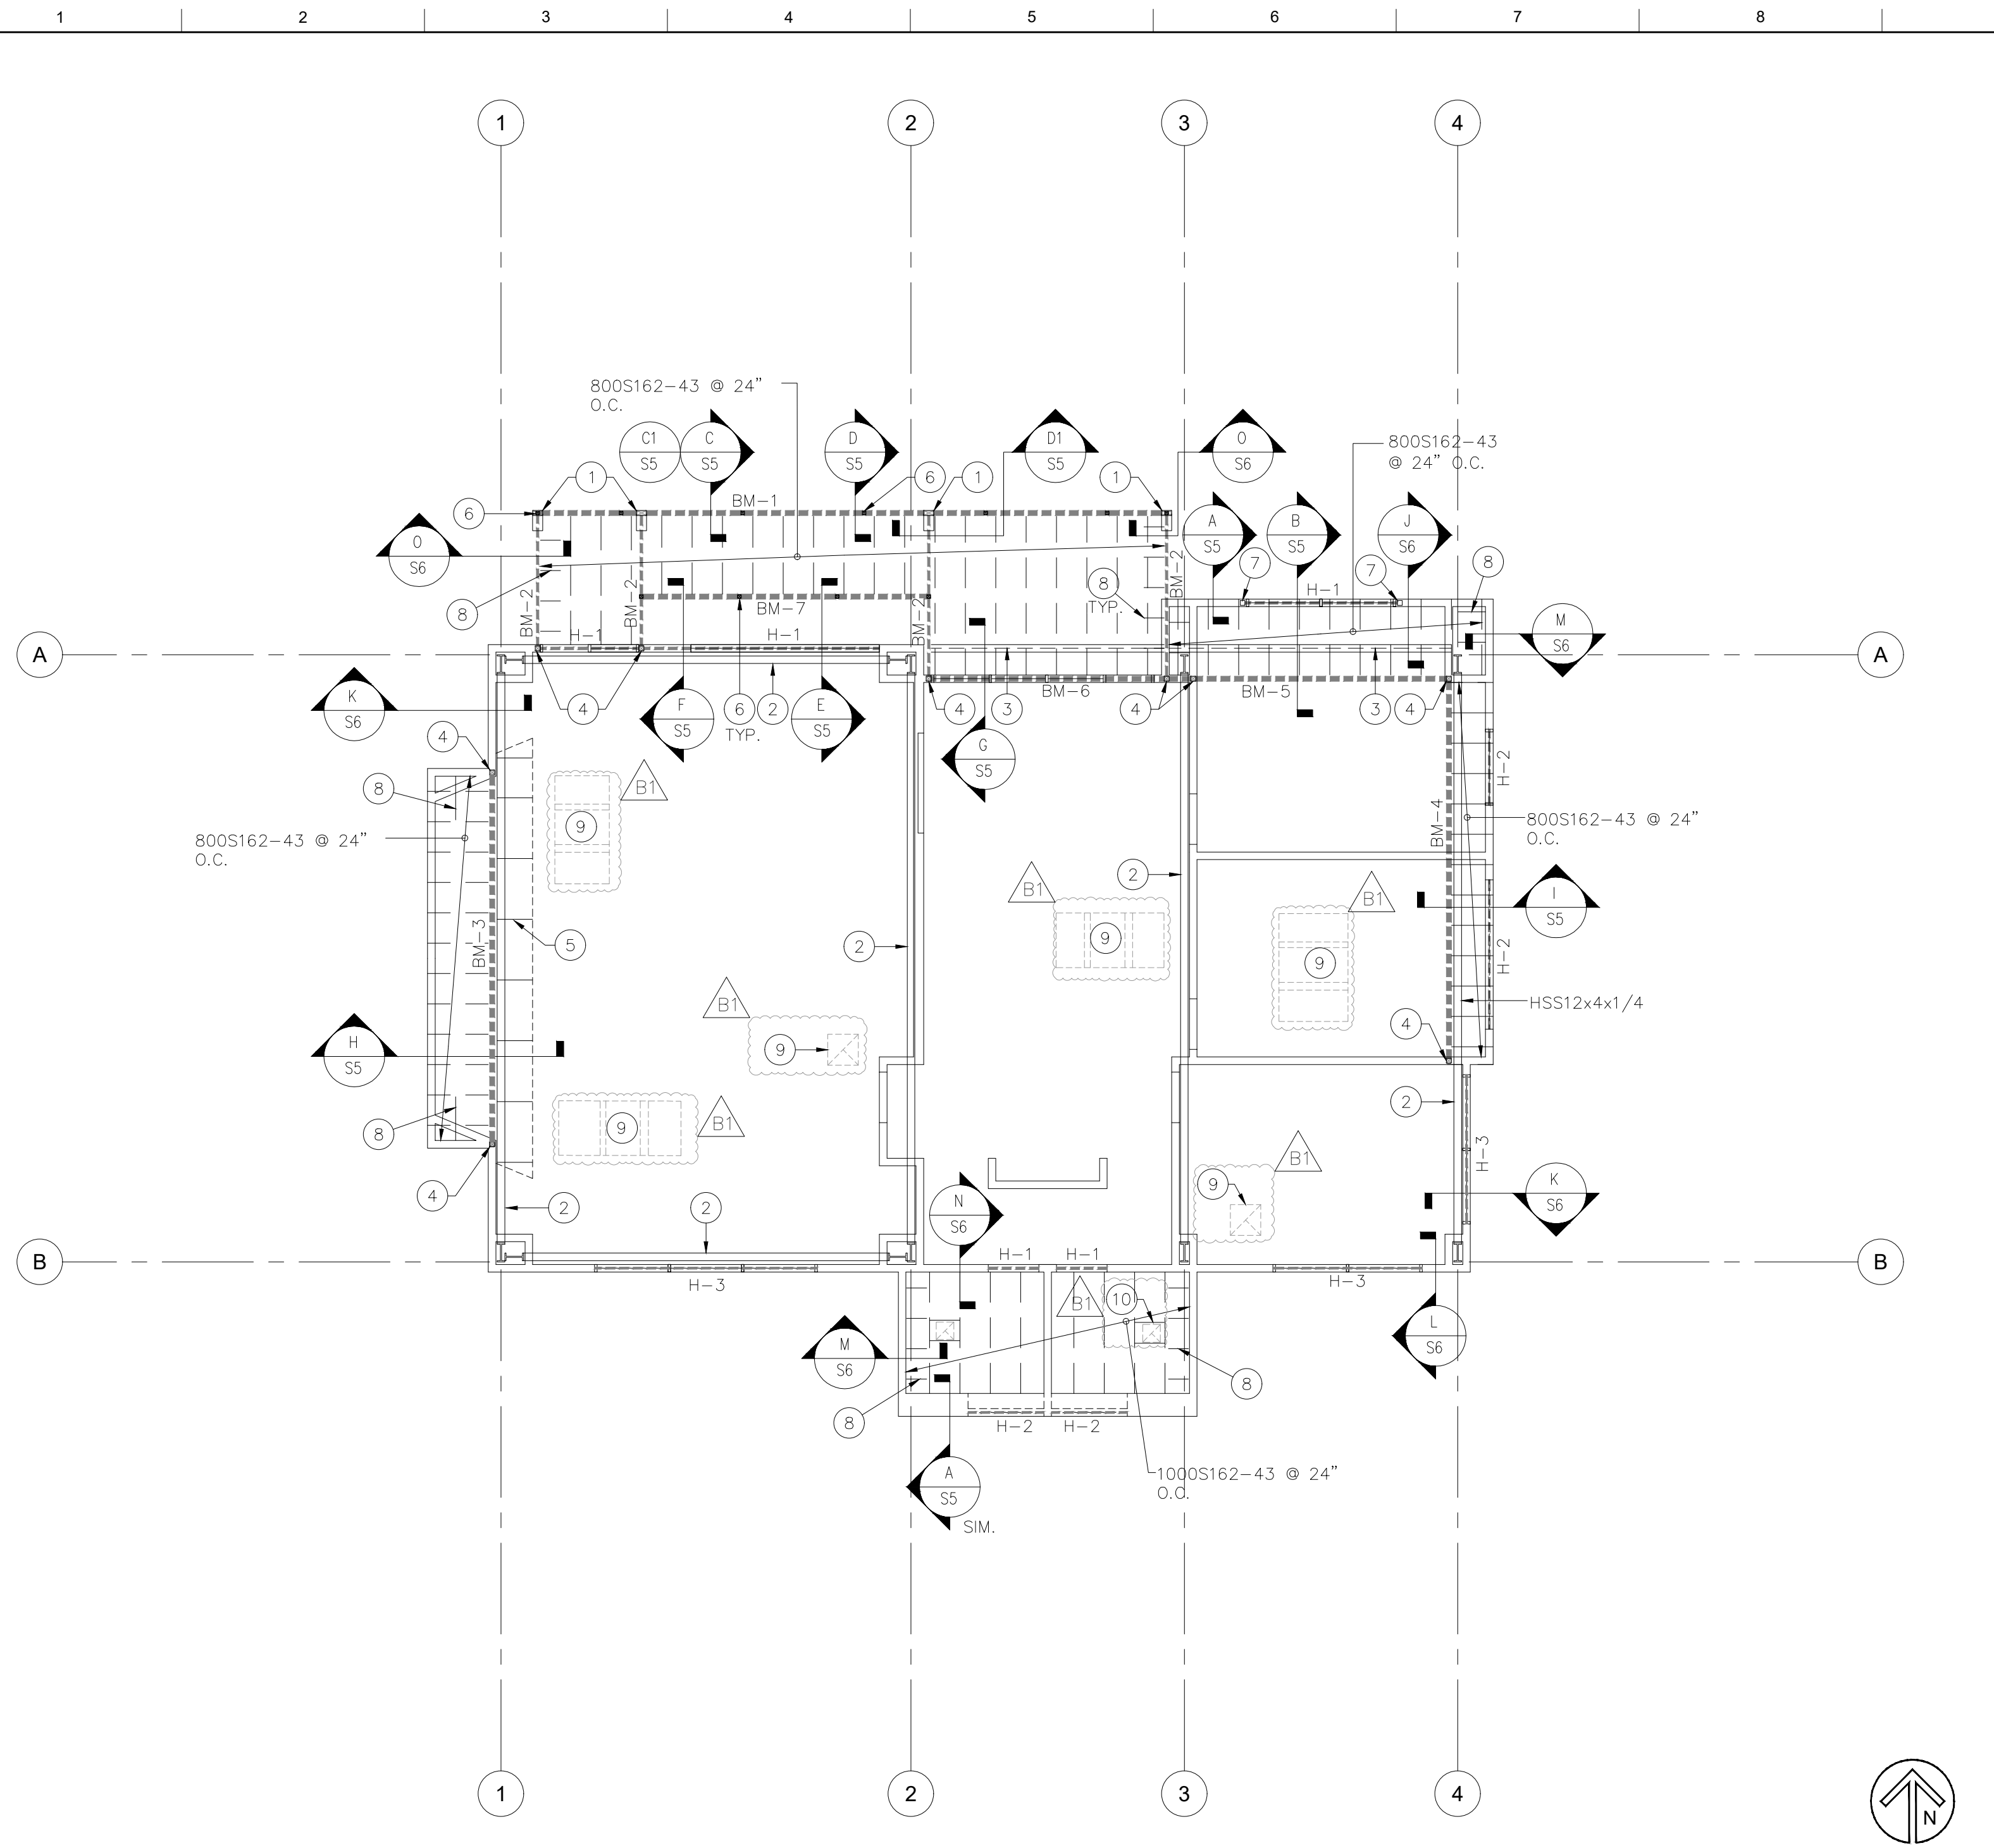 1 2 3 4 5 6 7 8
1 2 3 4
800S162-43 @ 24"
O.C.
C1
S5
C
S5
D
S5
D1
S5
O
S6
800S162-43
@ 24" O.C.
1 6 1 1
6
BM-1
A
S5
B
S5
J
S6
O
S6
8
BM-2
BM-2
BM-2
BM-2
8
TYP.
7
7
H-1
8
BM-7
H-1
H-1
M
S6
A
A
K
S6
4
F
S5
6
TYP.
2
E
S5
4
3
BM-6
4
BM-5
3
4
G
S5
4
8
B1
9
H-2
BM-4
800S162-43 @ 24"
O.C.
800S162-43 @ 24"
O.C.
B1
2
B1
I
S5
BM-3
5
2
9
9
H-2
B1
HSS12x4x1/4
H
S5
9
4
8
9
B1
2
H-3
B1
9
K
S6
4
2
2
N
S6
B
B
H-3
H-1
H-1
H-3
B1
10
M
S6
L
S6
8
8
H-2
H-2
A
S5
SIM.
1000S162-43 @ 24"
O.C.
1 2 3 4
N